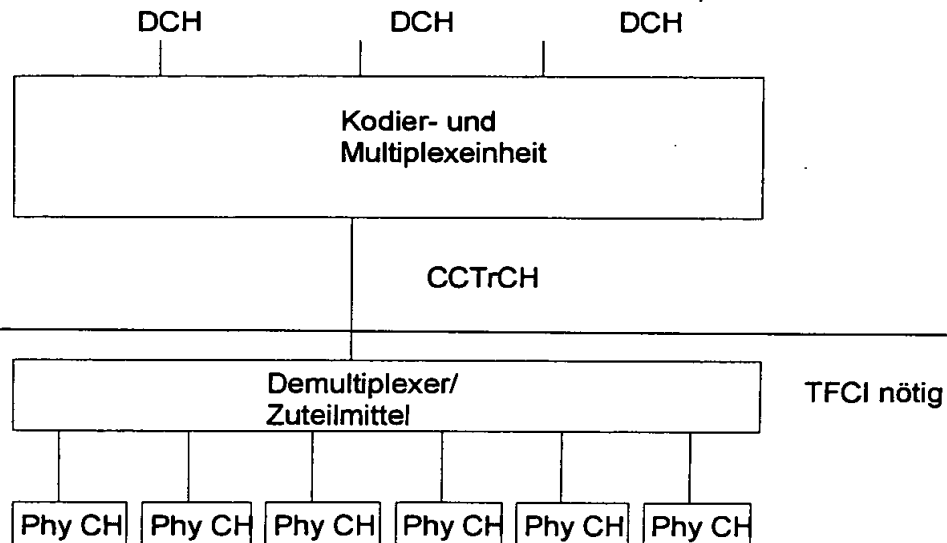 DCH DCH DCH
Kodier- und
Multiplexeinheit
CCTrCH
Demultiplexer/
Zuteilmittel
TFCI nötig
Phy CH Phy CH Phy CH Phy CH Phy CH Phy CH